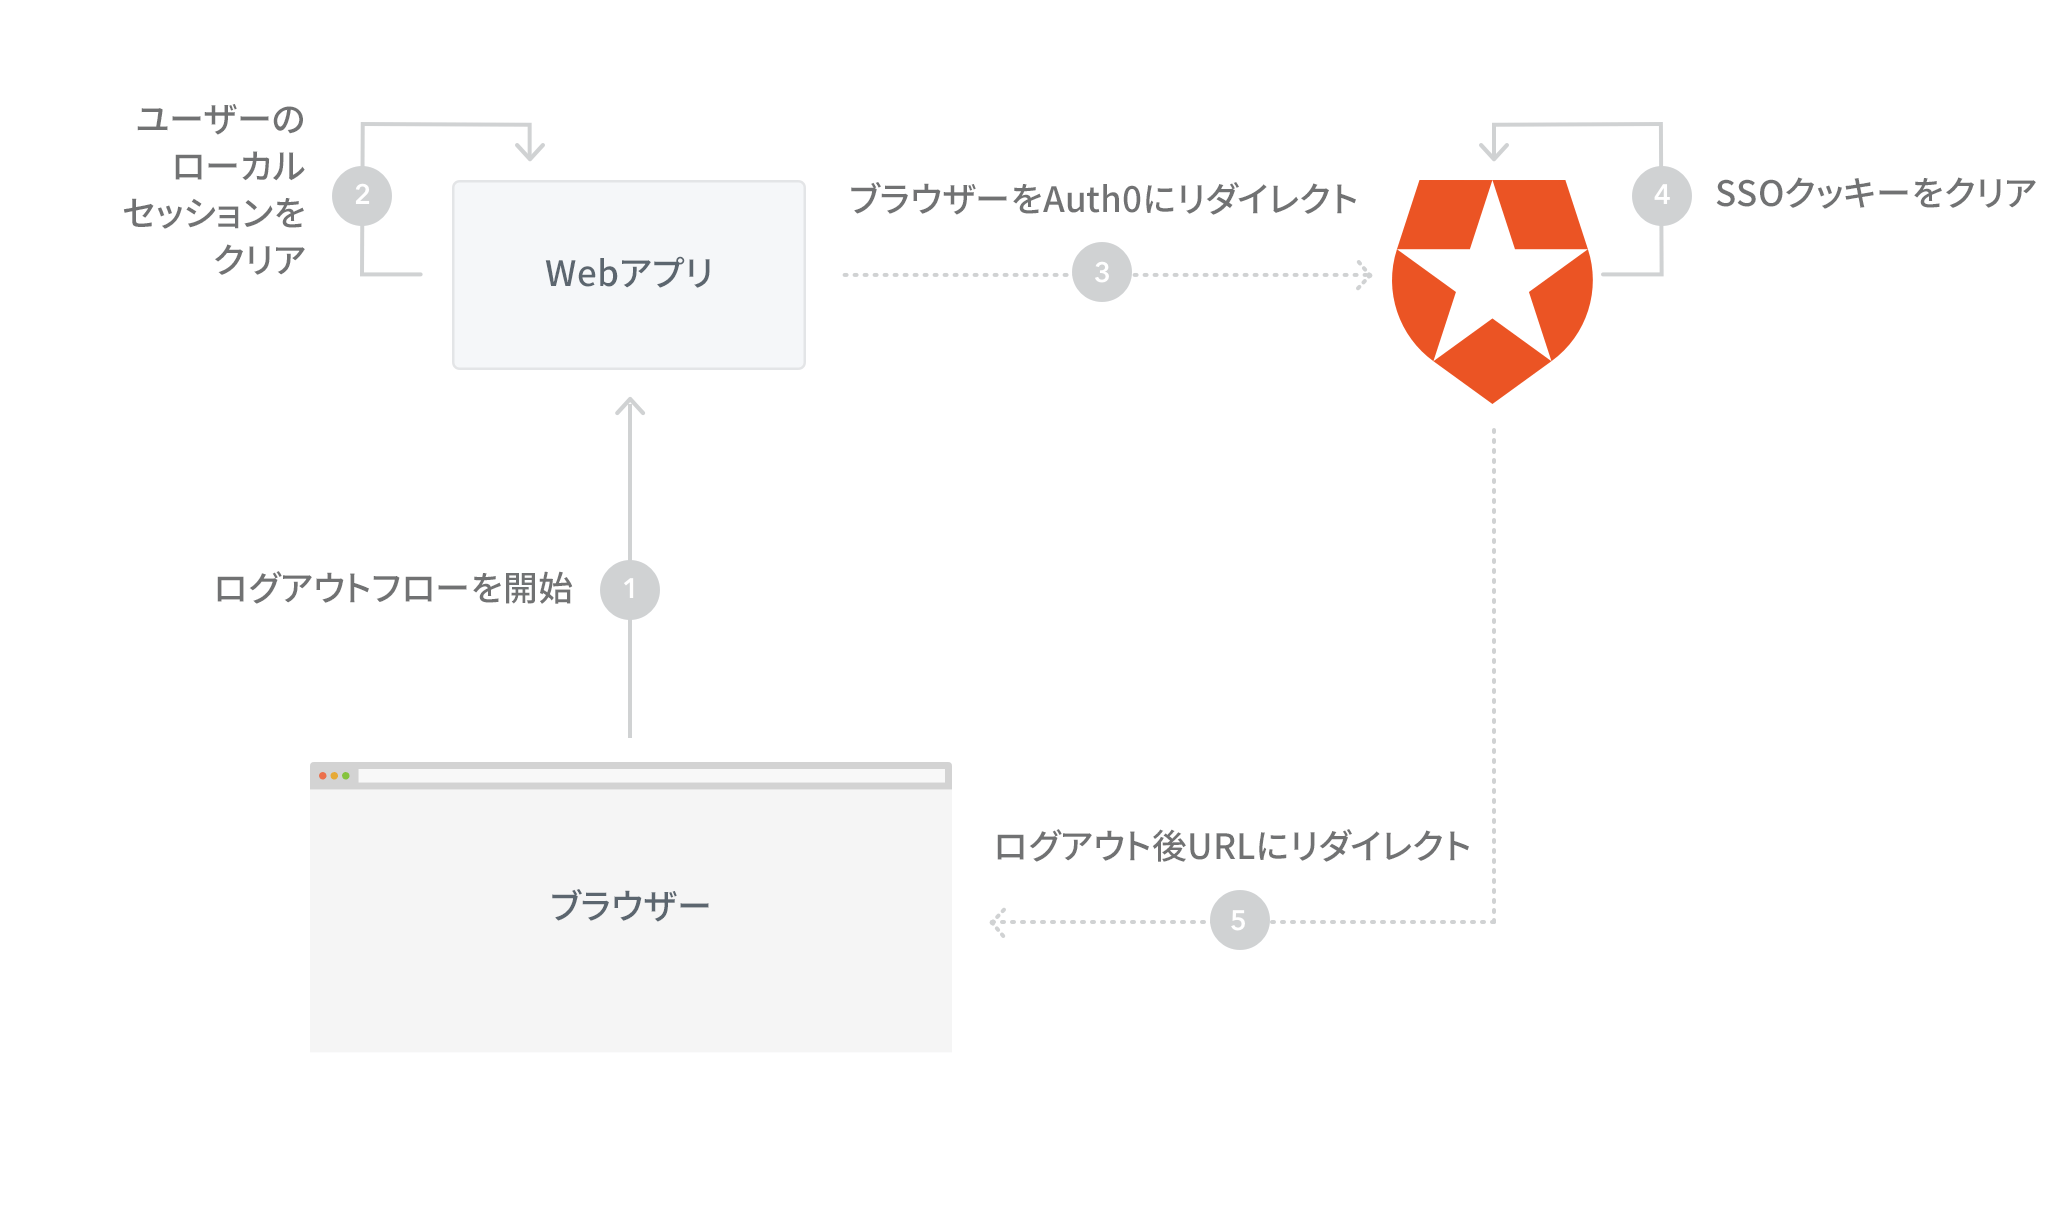 ユーザーの
ローカル
セッションを
クリア
2
Webアプリ
ブラウザーをAuth0にリダイレクト
3
4
SSOクッキーをクリア
ログアウトフローを開始
1
ブラウザー
ログアウト後URLにリダイレクト
5